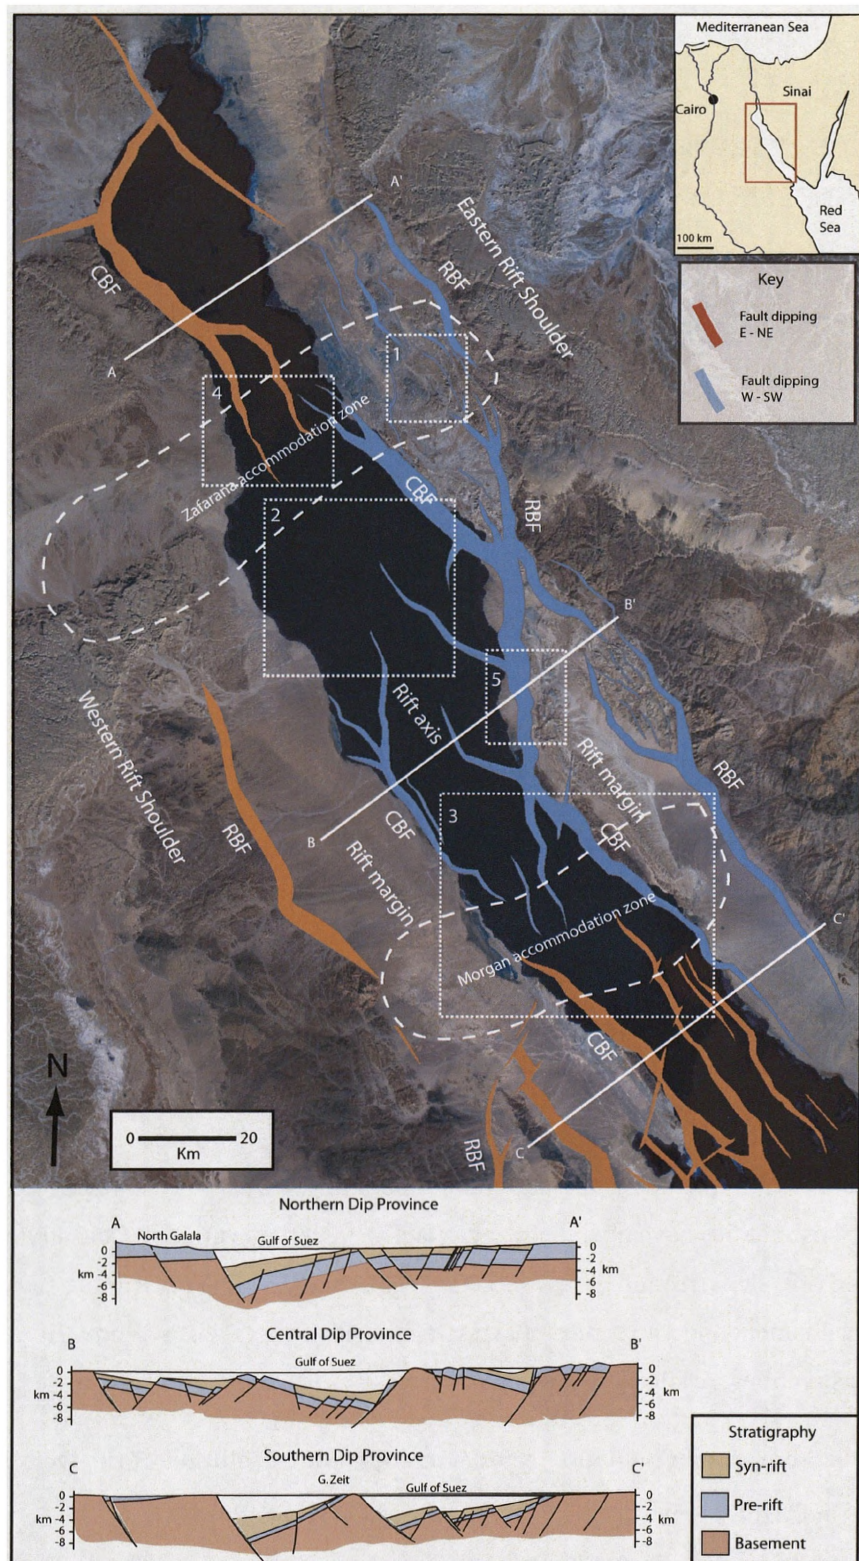 Mediterranean Sea
Cairo
Sinai
Red
Sea
100 km
Key
Fault dipping
E - NE
Fault dipping
W - SW
A'
Eastern Rift Shoulder
RBF
CBF
A
1
4
Zafarana accommodation zone
CBF
2
RBF
B'
5
Rift axis
Western Rift Shoulder
RBF
B
CBF
Rift margin
Rift margin
3
CBF
RBF
C'
Morgan accommodation zone
CBF
RBF
C
N
0 20
Km
Northern Dip Province
A A'
North Galala
Gulf of Suez
0 0
-2 -2
km -4 -4 km
-6 -6
-8 -8
Central Dip Province
B B'
Gulf of Suez
0 0
-2 -2
km -4 -4 km
-6 -6
-8 -8
Southern Dip Province
C C'
G. Zeit
Gulf of Suez
0 0
-2 -2
km -4 -4 km
-6 -6
-8 -8
Stratigraphy
Syn-rift
Pre-rift
Basement